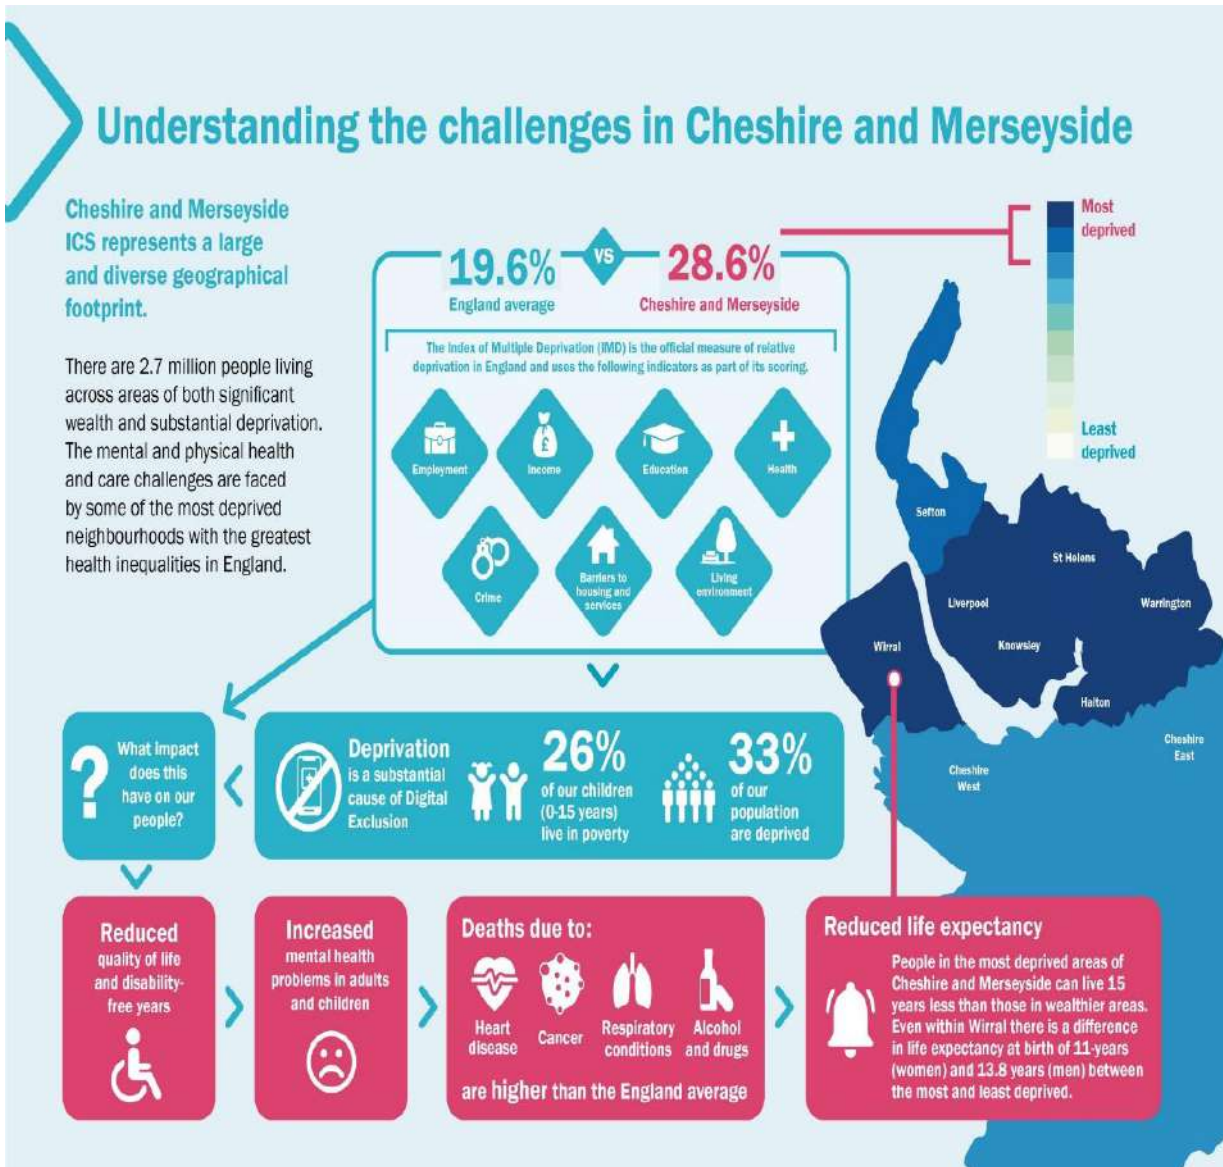 Understanding the challenges in Cheshire and Merseyside
Cheshire and Merseyside
ICS represents a large
and diverse geographical
footprint.
There are 2.7 million people living
across areas of both significant
wealth and substantial deprivation.
The mental and physical health
and care challenges are faced
by some of the most deprived
neighbourhoods with the greatest
health inequalities in England.
19.6%
England average
VS
28.6%
Cheshire and Merseyside
The Index of Multiple Deprivation (IMD) is the official measure of relative
deprivation in England and uses the following indicators as part of its scoring.
Employment
Income
£
Education
Health
Crime
Barriers to
housing and
services
Living
environment
Most
deprived
Least
deprived
Sefton
St Helens
Liverpool
Warrington
Wirral
Knowsley
Halton
Cheshire
East
Cheshire
West
?
What impact
does this
have on our
people?
Deprivation
is a substantial
cause of Digital
Exclusion
26%
of our children
(0-15 years)
live in poverty
33%
of our
population
are deprived
Reduced
quality of life
and disability-
free years
Increased
mental health
problems in adults
and children
Deaths due to:
Heart
disease
Cancer
Respiratory
conditions
Alcohol
and drugs
are higher than the England average
Reduced life expectancy
People in the most deprived areas of
Cheshire and Merseyside can live 15
years less than those in wealthier areas.
Even within Wirral there is a difference
in life expectancy at birth of 11-years
(women) and 13.8 years (men) between
the most and least deprived.